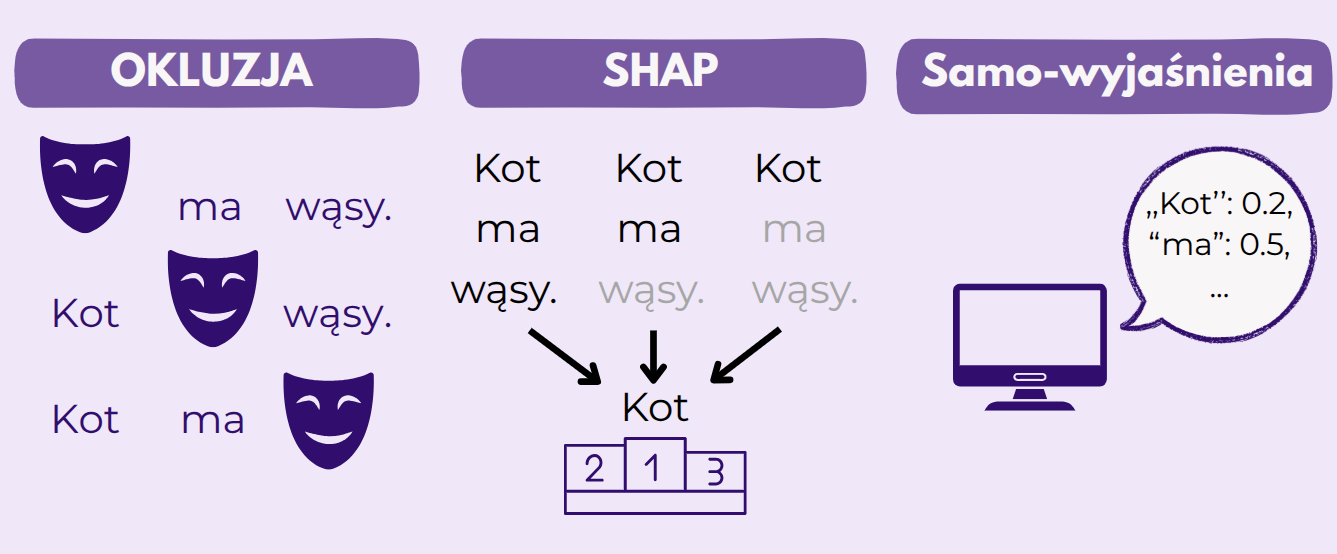 OKLUZJA
ma wąsy.
Kot wąsy.
Kot ma
SHAP
Kot Kot Kot
ma ma ma
wąsy. wąsy. wąsy.
Kot
2 1 3
Samo-wyjaśnienia
„Kot’’: 0.2,
“ma”: 0.5,
...